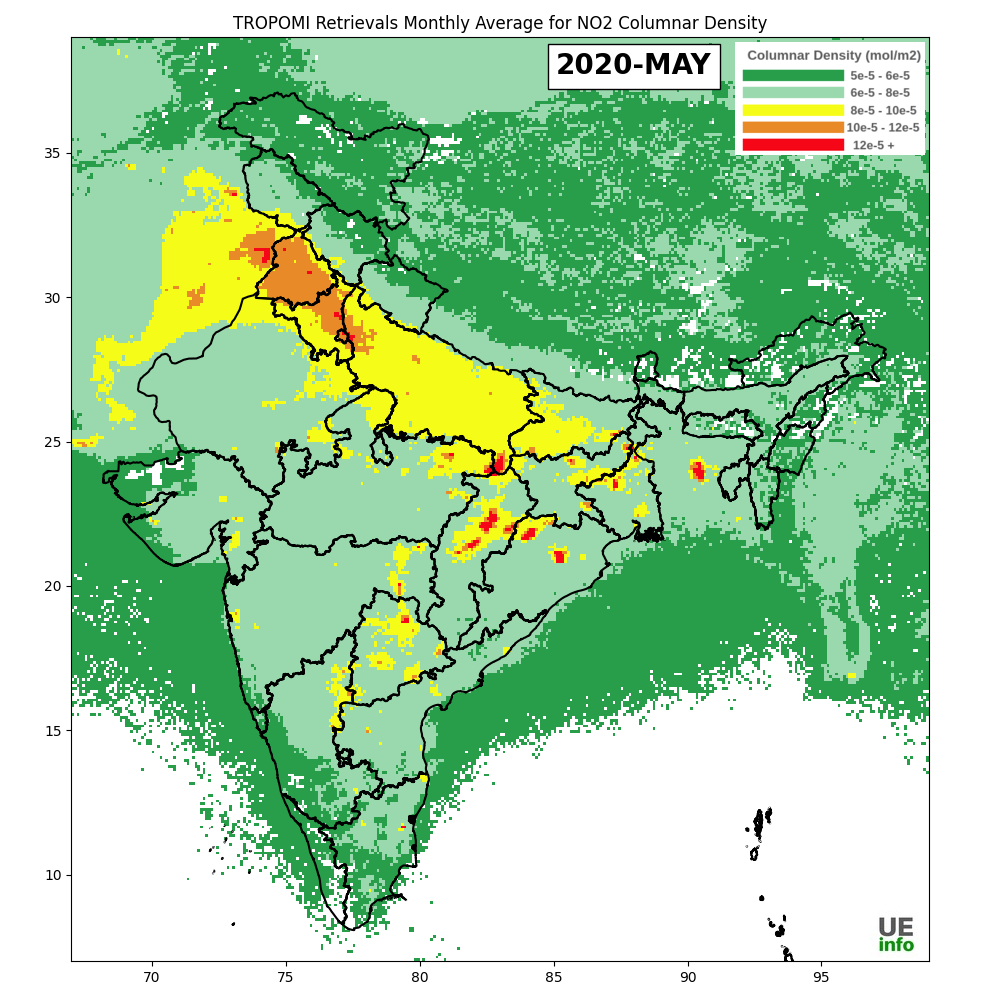 TROPOMI Retrievals Monthly Average for NO2 Columnar Density
2020-MAY
Columnar Density (mol/m2)
5e-5 - 6e-5
6e-5 - 8e-5
8e-5 - 10e-5
10e-5 - 12e-5
12e-5 +
35
30
25
20
15
10
70 75 80 85 90 95
UE
info